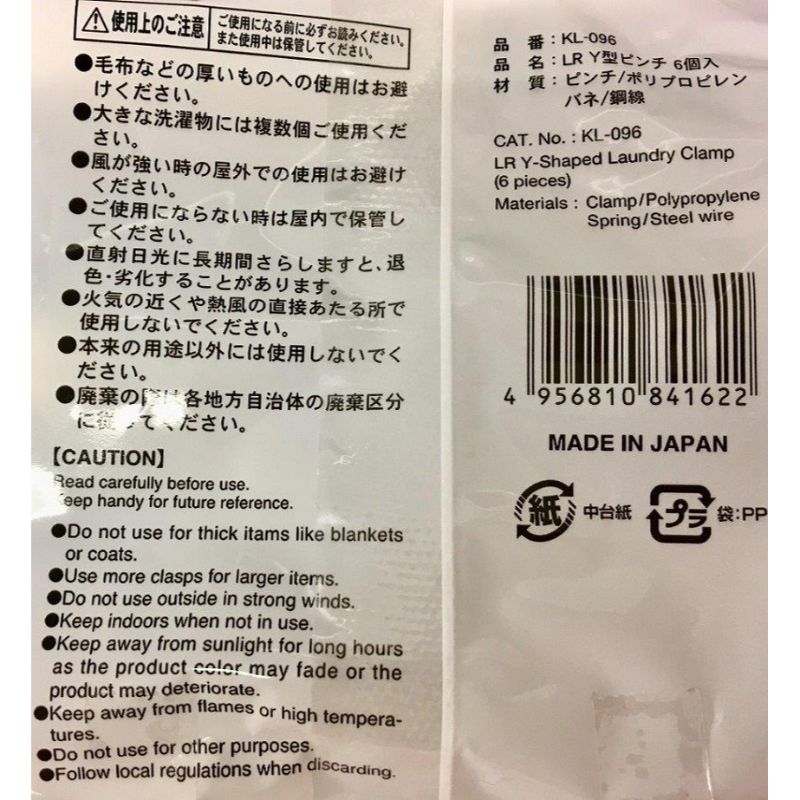 使用上のご注意
ご使用になる前に必ずお読みください。
また使用中は保管してください。
●毛布などの厚いものへの使用はお避
けください。
●大きな洗濯物には複数個ご使用くだ
さい。
●風が強い時の屋外での使用はお避け
ください。
●ご使用にならない時は屋内で保管し
てください。
●直射日光に長期間さらしますと、退
色・劣化することがあります。
●火気の近くや熱風の直接あたる所で
使用しないでください。
●本来の用途以外には使用しないでく
ださい。
●廃棄の際は各地方自治体の廃棄区分
に従ってください。
【CAUTION】
Read carefully before use.
Keep handy for future reference.
●Do not use for thick itams like blankets
or coats.
●Use more clasps for larger items.
●Do not use outside in strong winds.
●Keep indoors when not in use.
●Keep away from sunlight for long hours
as the product color may fade or the
product may deteriorate.
●Keep away from flames or high tempera-
tures.
●Do not use for other purposes.
●Follow local regulations when discarding.
品 番：KL-096
品 名：LR Y型ピンチ 6個入
材 質：ピンチ/ポリプロピレン
バネ/鋼線
CAT. No.：KL-096
LR Y-Shaped Laundry Clamp
(6 pieces)
Materials：Clamp/Polypropylene
Spring/Steel wire
4 956810 841622
MADE IN JAPAN
紙 中台紙 プラ 袋:PP